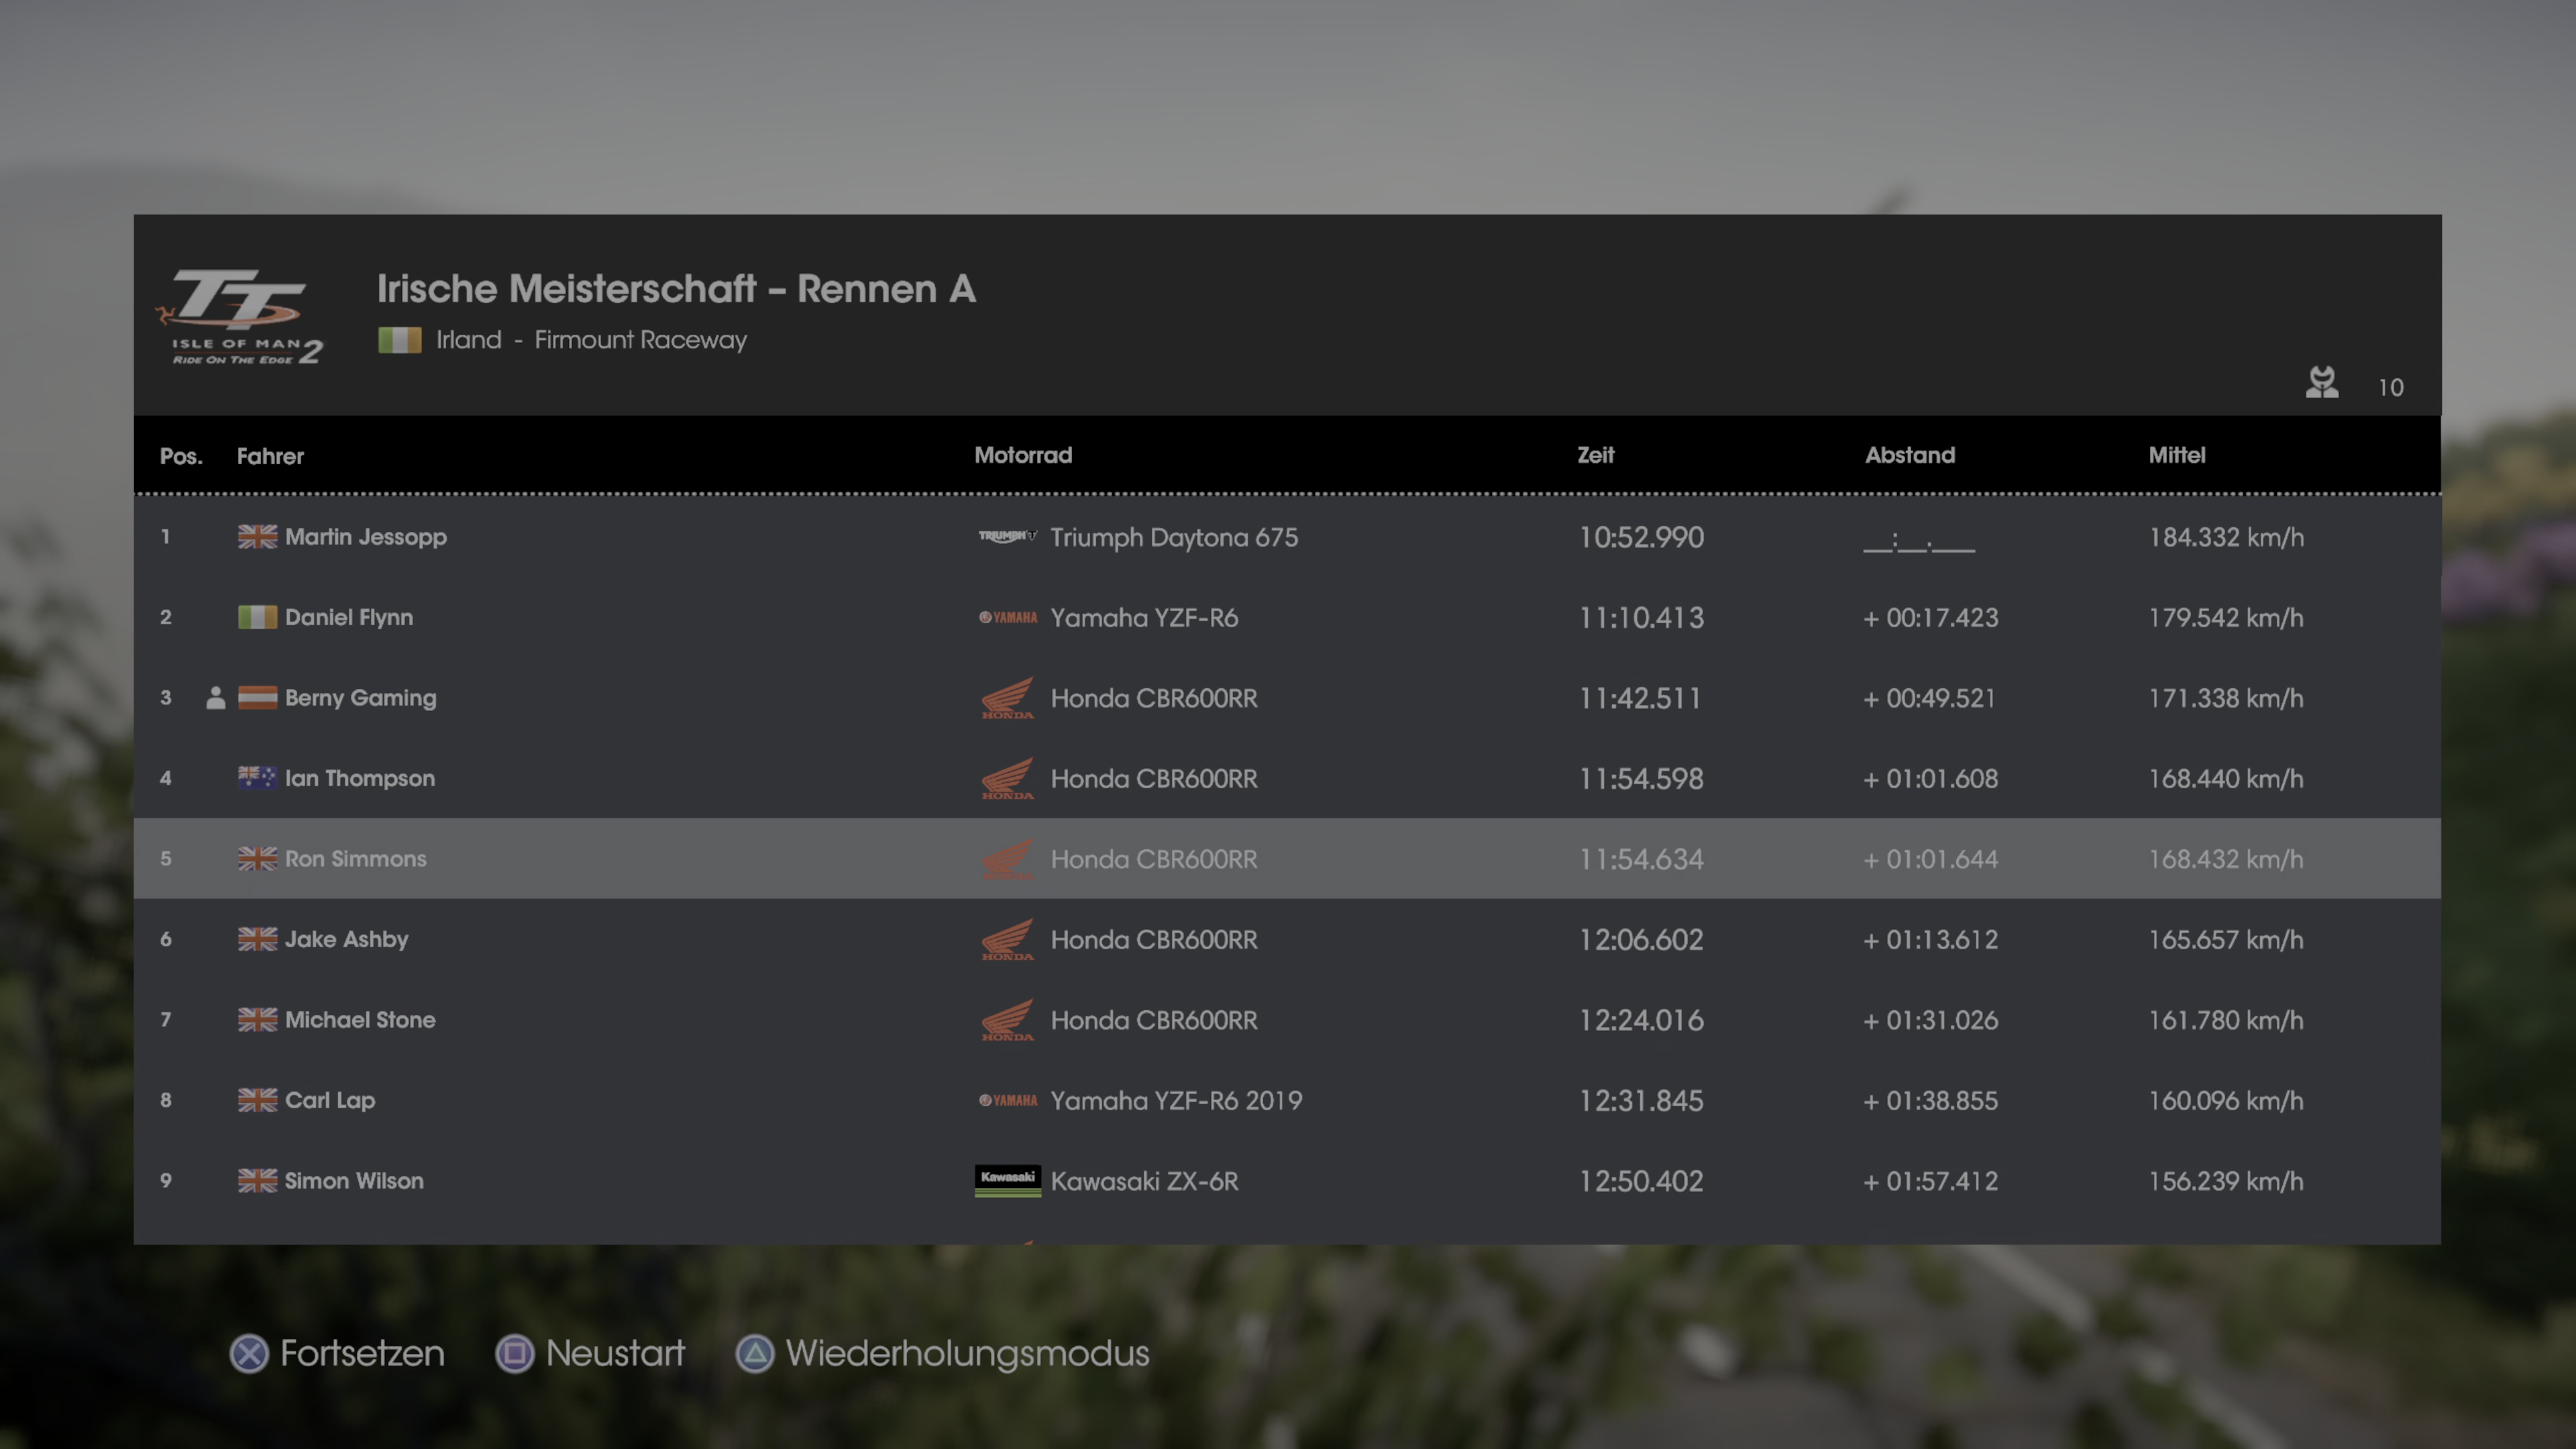 TT
ISLE OF MAN 2
RIDE ON THE EDGE
Irische Meisterschaft – Rennen A
Irland - Firmount Raceway
10
Pos. Fahrer Motorrad Zeit Abstand Mittel
1 Martin Jessopp TRIUMPH Triumph Daytona 675 10:52.990 __:__.___ 184.332 km/h
2 Daniel Flynn YAMAHA Yamaha YZF-R6 11:10.413 + 00:17.423 179.542 km/h
3 Berny Gaming HONDA Honda CBR600RR 11:42.511 + 00:49.521 171.338 km/h
4 Ian Thompson HONDA Honda CBR600RR 11:54.598 + 01:01.608 168.440 km/h
5 Ron Simmons HONDA Honda CBR600RR 11:54.634 + 01:01.644 168.432 km/h
6 Jake Ashby HONDA Honda CBR600RR 12:06.602 + 01:13.612 165.657 km/h
7 Michael Stone HONDA Honda CBR600RR 12:24.016 + 01:31.026 161.780 km/h
8 Carl Lap YAMAHA Yamaha YZF-R6 2019 12:31.845 + 01:38.855 160.096 km/h
9 Simon Wilson Kawasaki Kawasaki ZX-6R 12:50.402 + 01:57.412 156.239 km/h
Fortsetzen Neustart Wiederholungsmodus